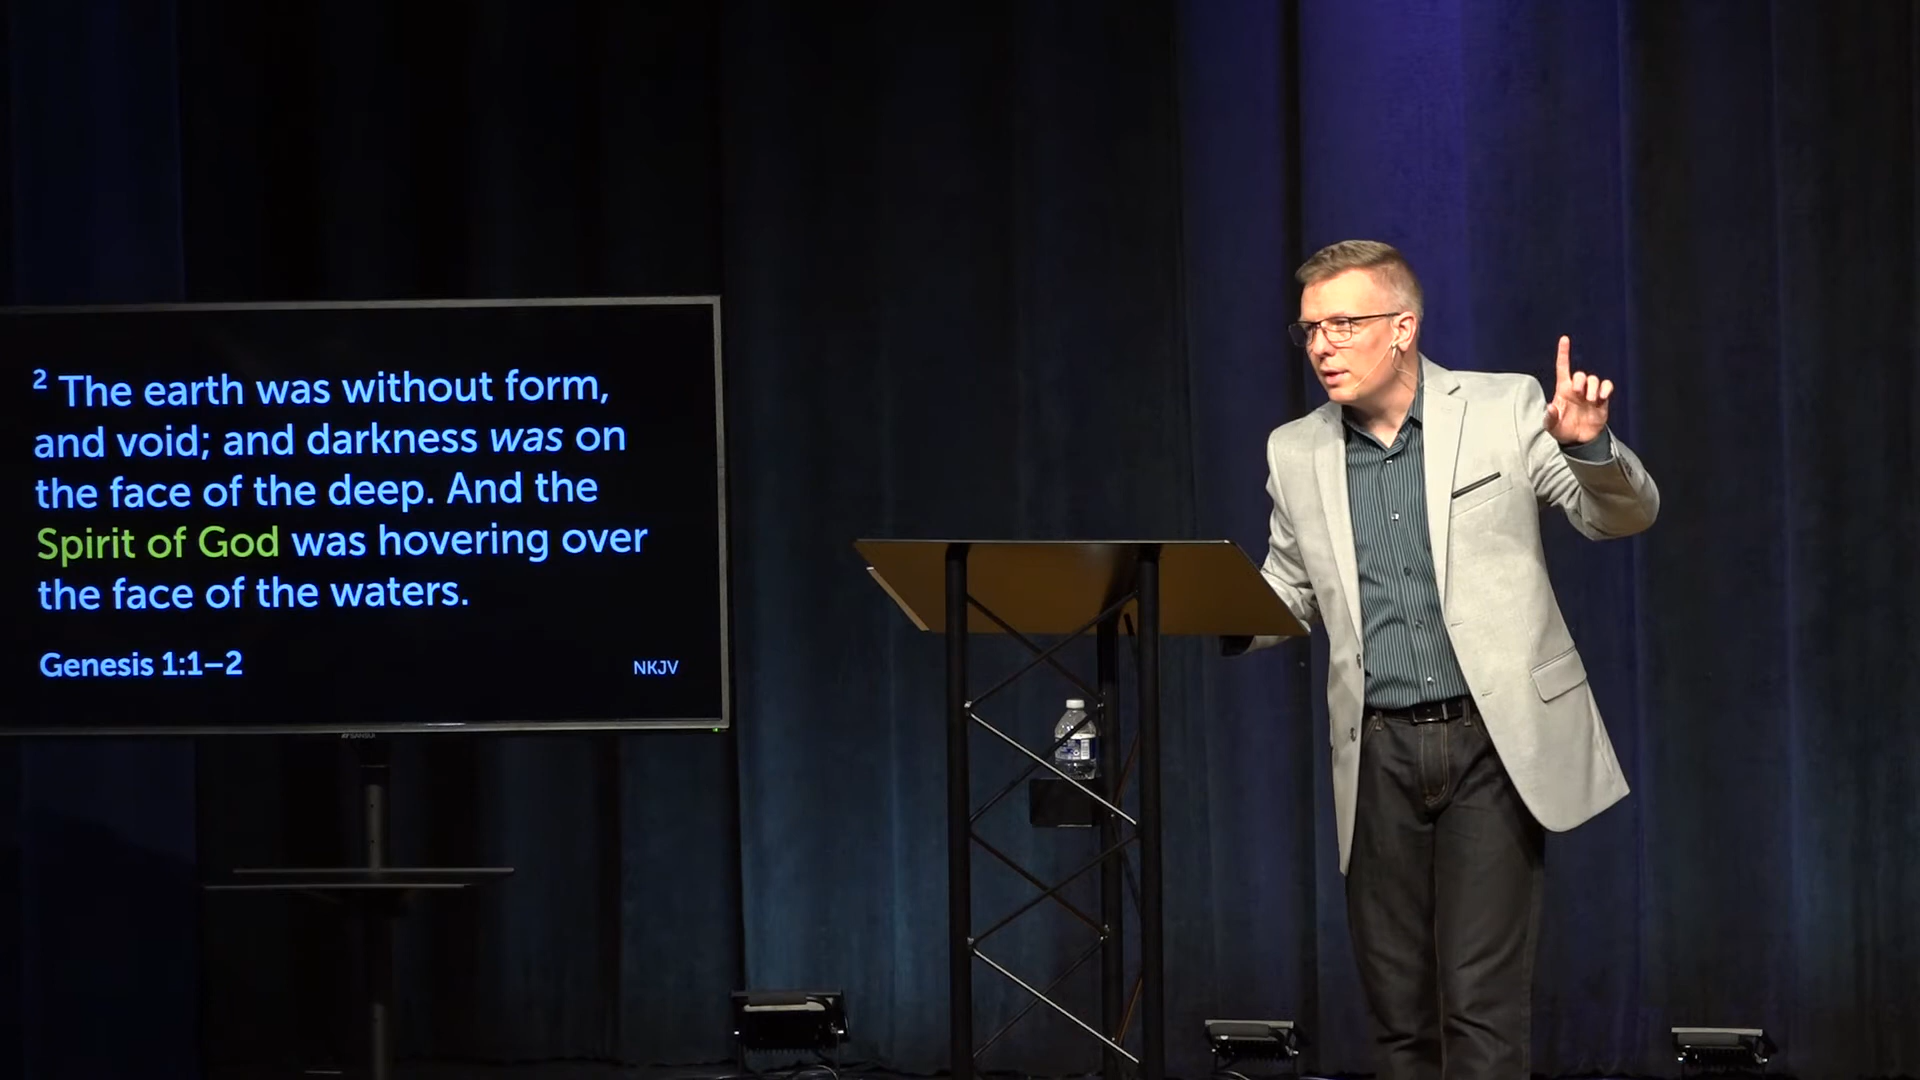 2 The earth was without form,
and void; and darkness was on
the face of the deep. And the
Spirit of God was hovering over
the face of the waters.
Genesis 1:1–2
NKJV
SANSUI